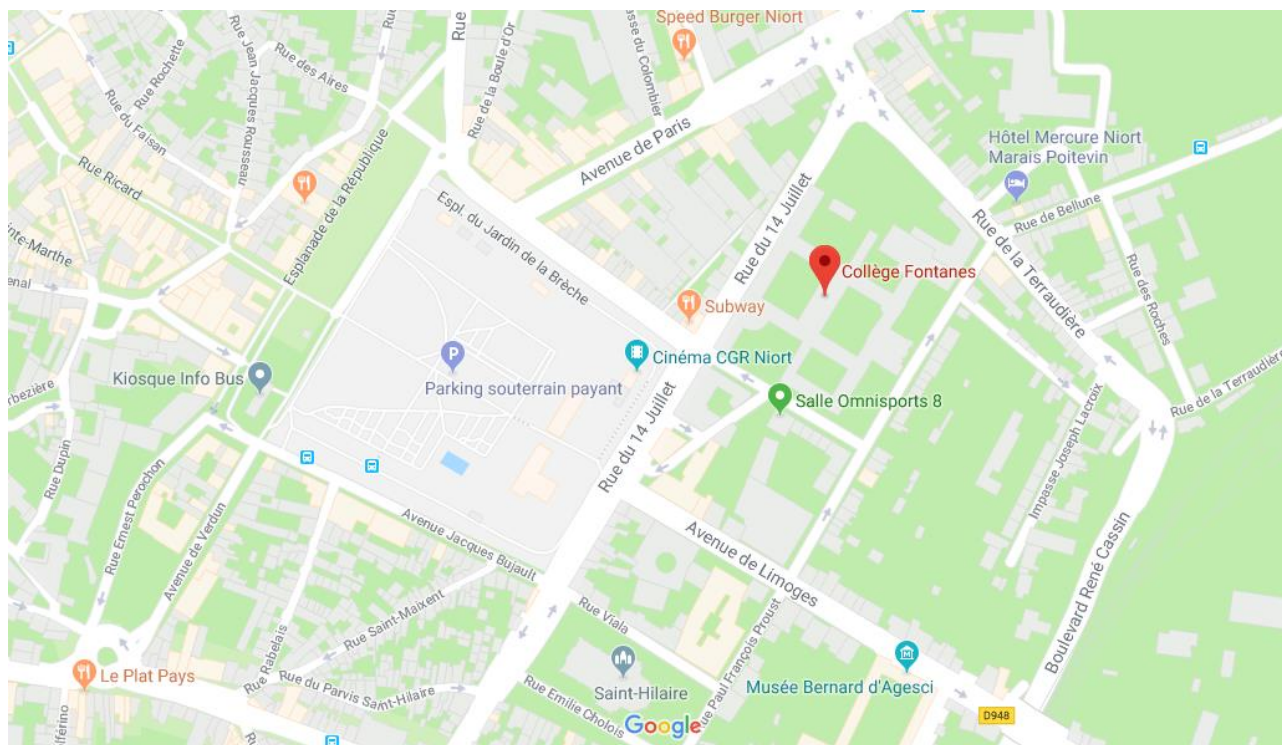 Speed Burger Niort
Rue
Rue de la Boule d'Or
Rue Jean Jacques Rousseau
Rue Rochette
Rue des Aires
Rue du Faisan
Avenue de Paris
Hôtel Mercure Niort
Marais Poitevin
Rue Ricard
Esplanade de la République
Rue du 14 Juillet
Rue de Bellune
Espl. du Jardin de la Brèche
Rue de la Terraudière
Collège Fontanes
Rue des Roches
Subway
Cinéma CGR Niort
P
Parking souterrain payant
Kiosque Info Bus
Salle Omnisports 8
Rue de la Terraudière
Rue Dupin
Rue du 14 Juillet
Impasse Joseph Lacroix
Rue Ernest Perochon
Avenue de Verdun
Avenue Jacques Bujault
Avenue de Limoges
Boulevard René Cassin
Rue Saint-Maixent
Rue Viala
Rue Rabelais
Le Plat Pays
Rue du Parvis Saint-Hilaire
Saint-Hilaire
Rue Paul François Proust
M
Musée Bernard d'Agesci
Rue Emilie Cholois
Google
D948